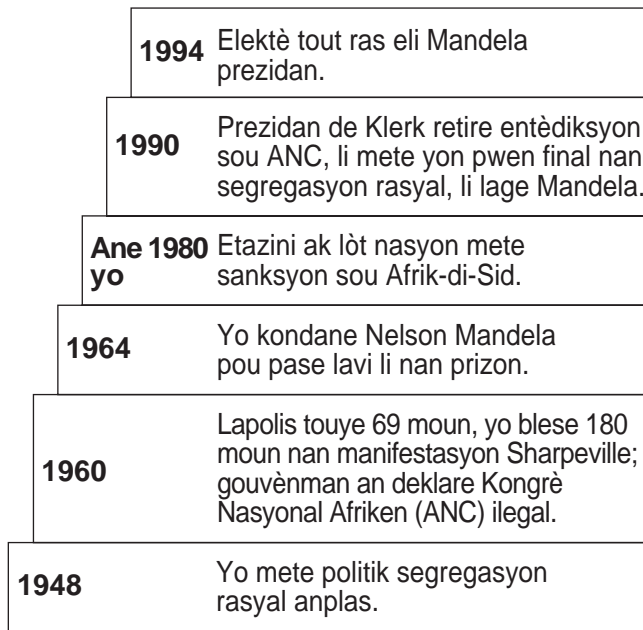 1994 Elektè tout ras eli Mandela
prezidan.
1990 Prezidan de Klerk retire entèdiksyon
sou ANC, li mete yon pwen final nan
segregasyon rasyal, li lage Mandela.
Ane 1980 Etazini ak lòt nasyon mete
yo sanksyon sou Afrik-di-Sid.
1964 Yo kondane Nelson Mandela
pou pase lavi li nan prizon.
Lapolis touye 69 moun, yo blese 180
moun nan manifestasyon Sharpeville;
1960 gouvènman an deklare Kongrè
Nasyonal Afriken (ANC) ilegal.
1948 Yo mete politik segregasyon
rasyal anplas.